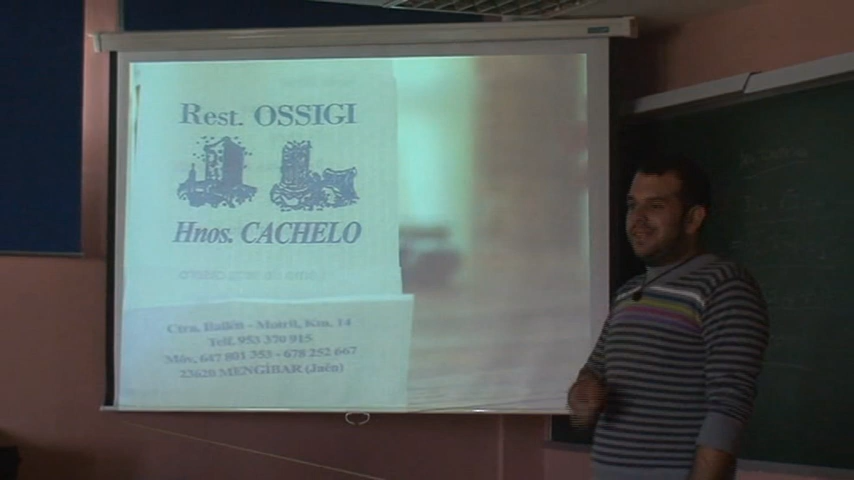 Rest. OSSIGI
Hnos. CACHELO
Ctra. Bailén - Motril, Km. 14
Telf. 953 370 915
Móv. 647 801 353 - 678 252 667
23620 MENGÍBAR (Jaén)